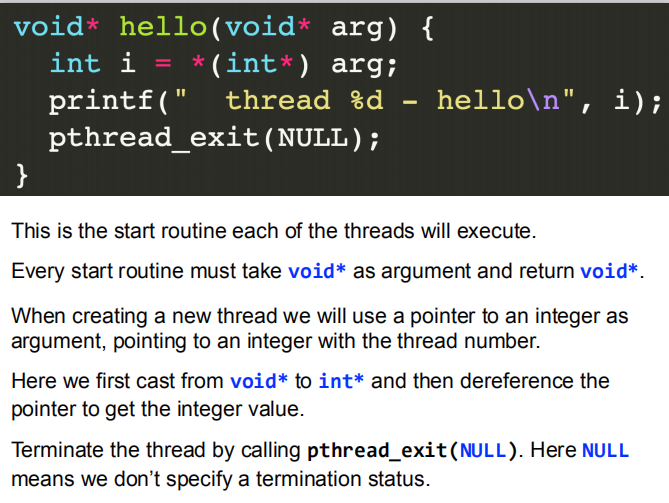 void* hello(void* arg) {
  int i = *(int*) arg;
  printf("  thread %d - hello\n", i);
  pthread_exit(NULL);
}
This is the start routine each of the threads will execute.
Every start routine must take void* as argument and return void*.
When creating a new thread we will use a pointer to an integer as
argument, pointing to an integer with the thread number.
Here we first cast from void* to int* and then dereference the
pointer to get the integer value.
Terminate the thread by calling pthread_exit(NULL). Here NULL
means we don’t specify a termination status.